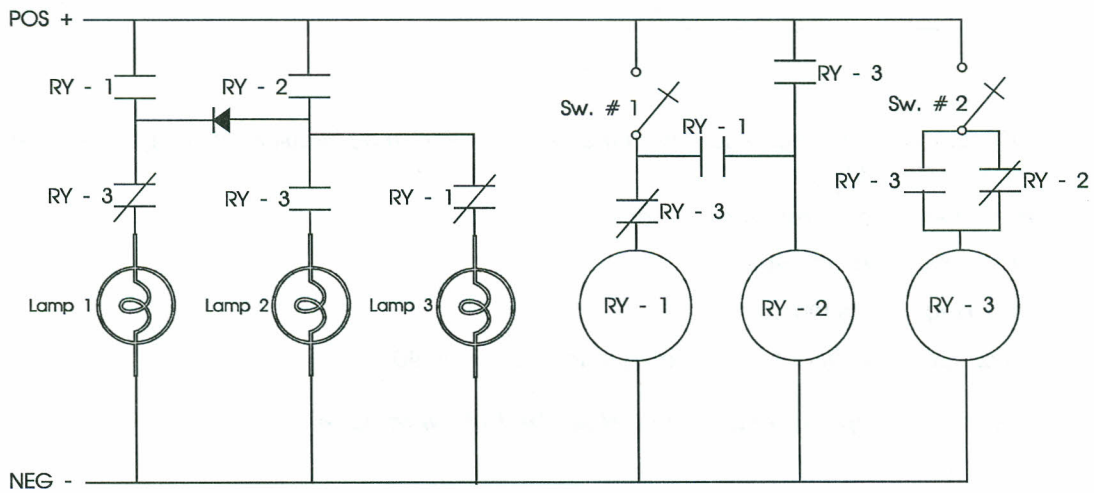 POS +
RY - 1
RY - 2
RY - 3
Sw. # 1
Sw. # 2
RY - 1
RY - 3
RY - 3
RY - 1
RY - 3
RY - 3
RY - 2
Lamp 1
Lamp 2
Lamp 3
RY - 1
RY - 2
RY - 3
NEG -